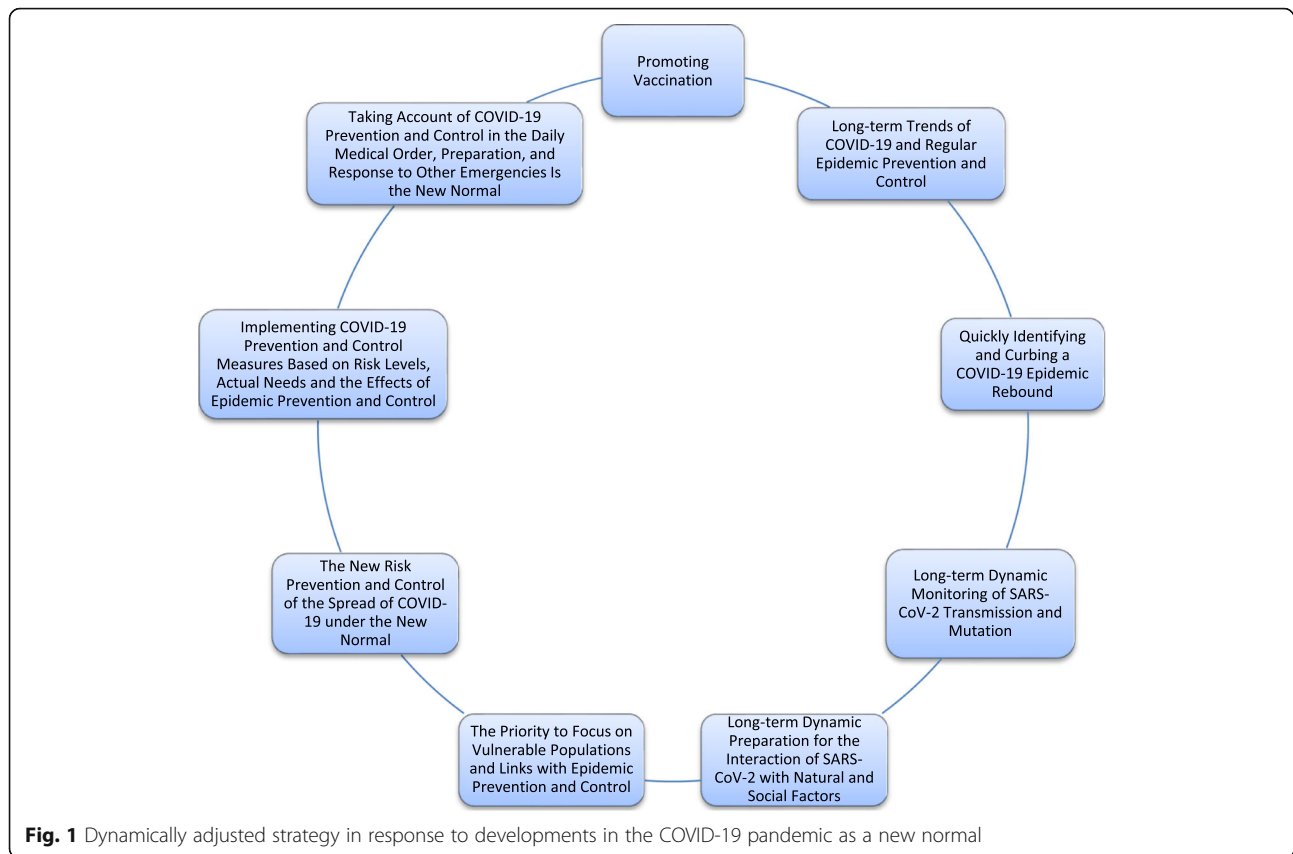 Promoting
Vaccination
Long-term Trends of
COVID-19 and Regular
Epidemic Prevention and
Control
Quickly Identifying
and Curbing a
COVID-19 Epidemic
Rebound
Long-term Dynamic
Monitoring of SARS-
CoV-2 Transmission and
Mutation
Long-term Dynamic
Preparation for the
Interaction of SARS-
CoV-2 with Natural and
Social Factors
The Priority to Focus on
Vulnerable Populations
and Links with Epidemic
Prevention and Control
The New Risk
Prevention and Control
of the Spread of COVID-
19 under the New
Normal
Implementing COVID-19
Prevention and Control
Measures Based on Risk Levels,
Actual Needs and the Effects of
Epidemic Prevention and Control
Taking Account of COVID-19
Prevention and Control in the Daily
Medical Order, Preparation, and
Response to Other Emergencies Is
the New Normal
Fig. 1 Dynamically adjusted strategy in response to developments in the COVID-19 pandemic as a new normal